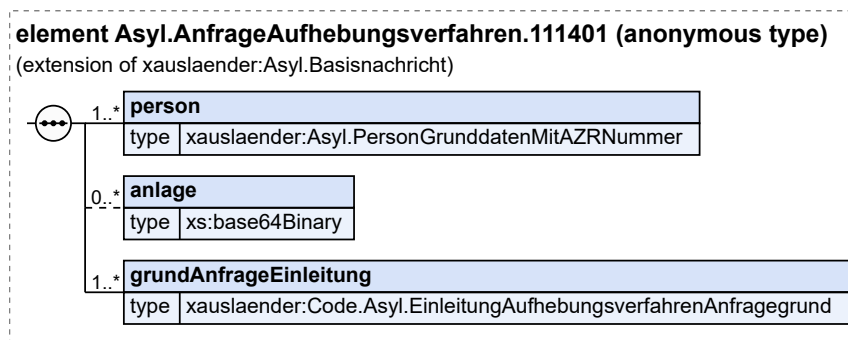 element Asyl.AnfrageAufhebungsverfahren.111401 (anonymous type)
(extension of xauslaender:Asyl.Basisnachricht)
1..* person
type xauslaender:Asyl.PersonGrunddatenMitAZRNummer
0..* anlage
type xs:base64Binary
1..* grundAnfrageEinleitung
type xauslaender:Code.Asyl.EinleitungAufhebungsverfahrenAnfragegrund